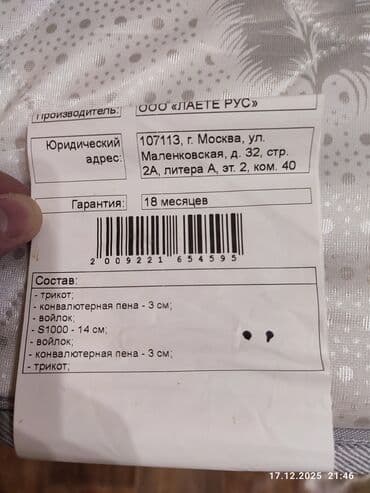 Производитель: ООО «ЛАЕТЕ РУС»
Юридический адрес: 107113, г. Москва, ул.
Маленковская, д. 32, стр.
2А, литера А, эт. 2, ком. 40
Гарантия: 18 месяцев
2 009221 654595
Состав:
- трикот;
- конвалютерная пена - 3 см;
- войлок;
- S1000 - 14 см;
- войлок;
- конвалютерная пена - 3 см;
- трикот;
17.12.2025 21:46